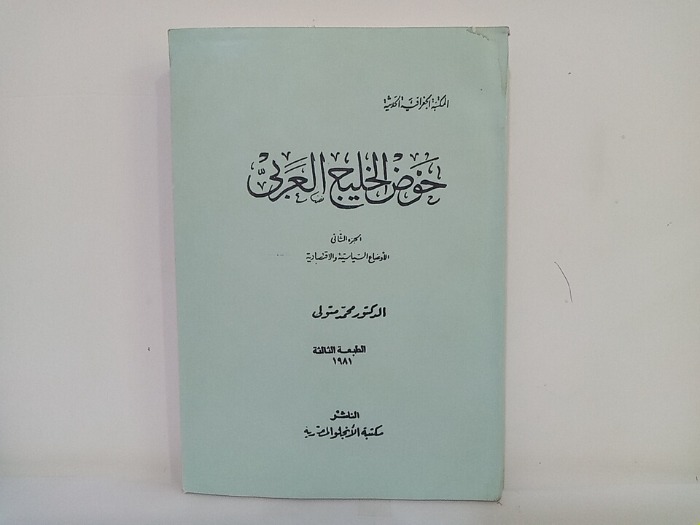 المكتبة الجغرافية الحديثة
حوض الخليج العربي
الجزء الثاني
الأوضاع السياسية والاقتصادية
الدكتور محمد متولى
الطبعة الثالثة
١٩٨١
الناشر
مكتبة الأنجلو المصرية